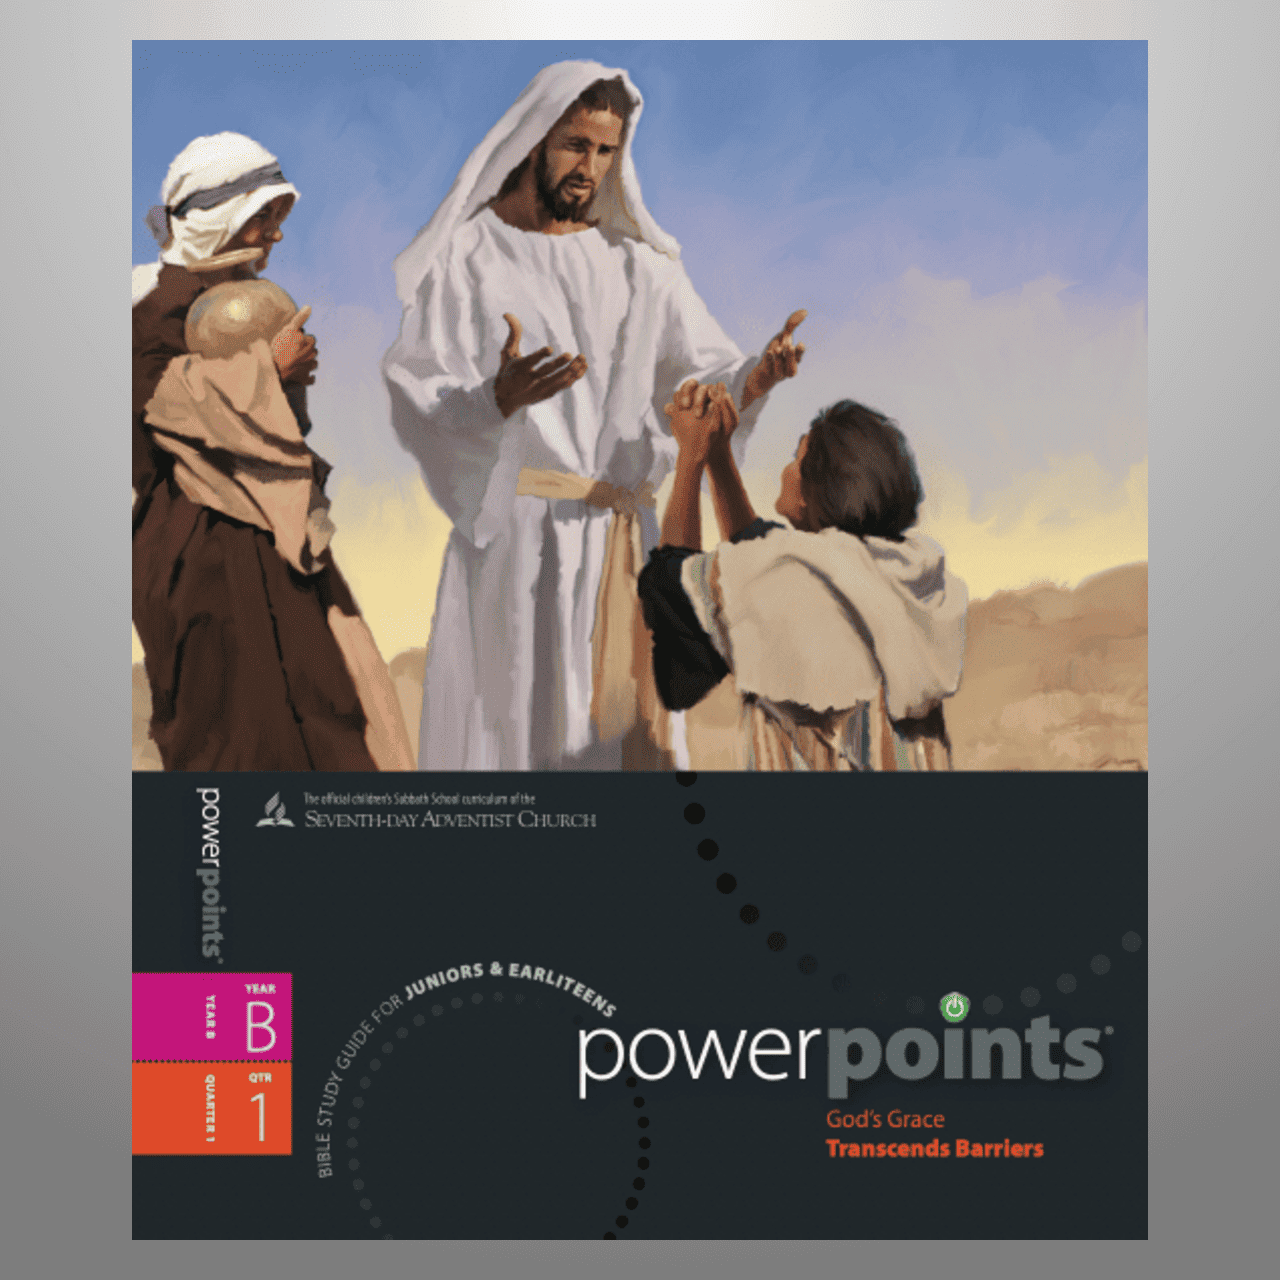 powerpoints®
The official children's Sabbath School curriculum of the
SEVENTH-DAY ADVENTIST CHURCH
YEAR B
YEAR
B
QUARTER 1
QTR
1
BIBLE STUDY GUIDE FOR JUNIORS & EARLITEENS
powerpoints®
God's Grace
Transcends Barriers